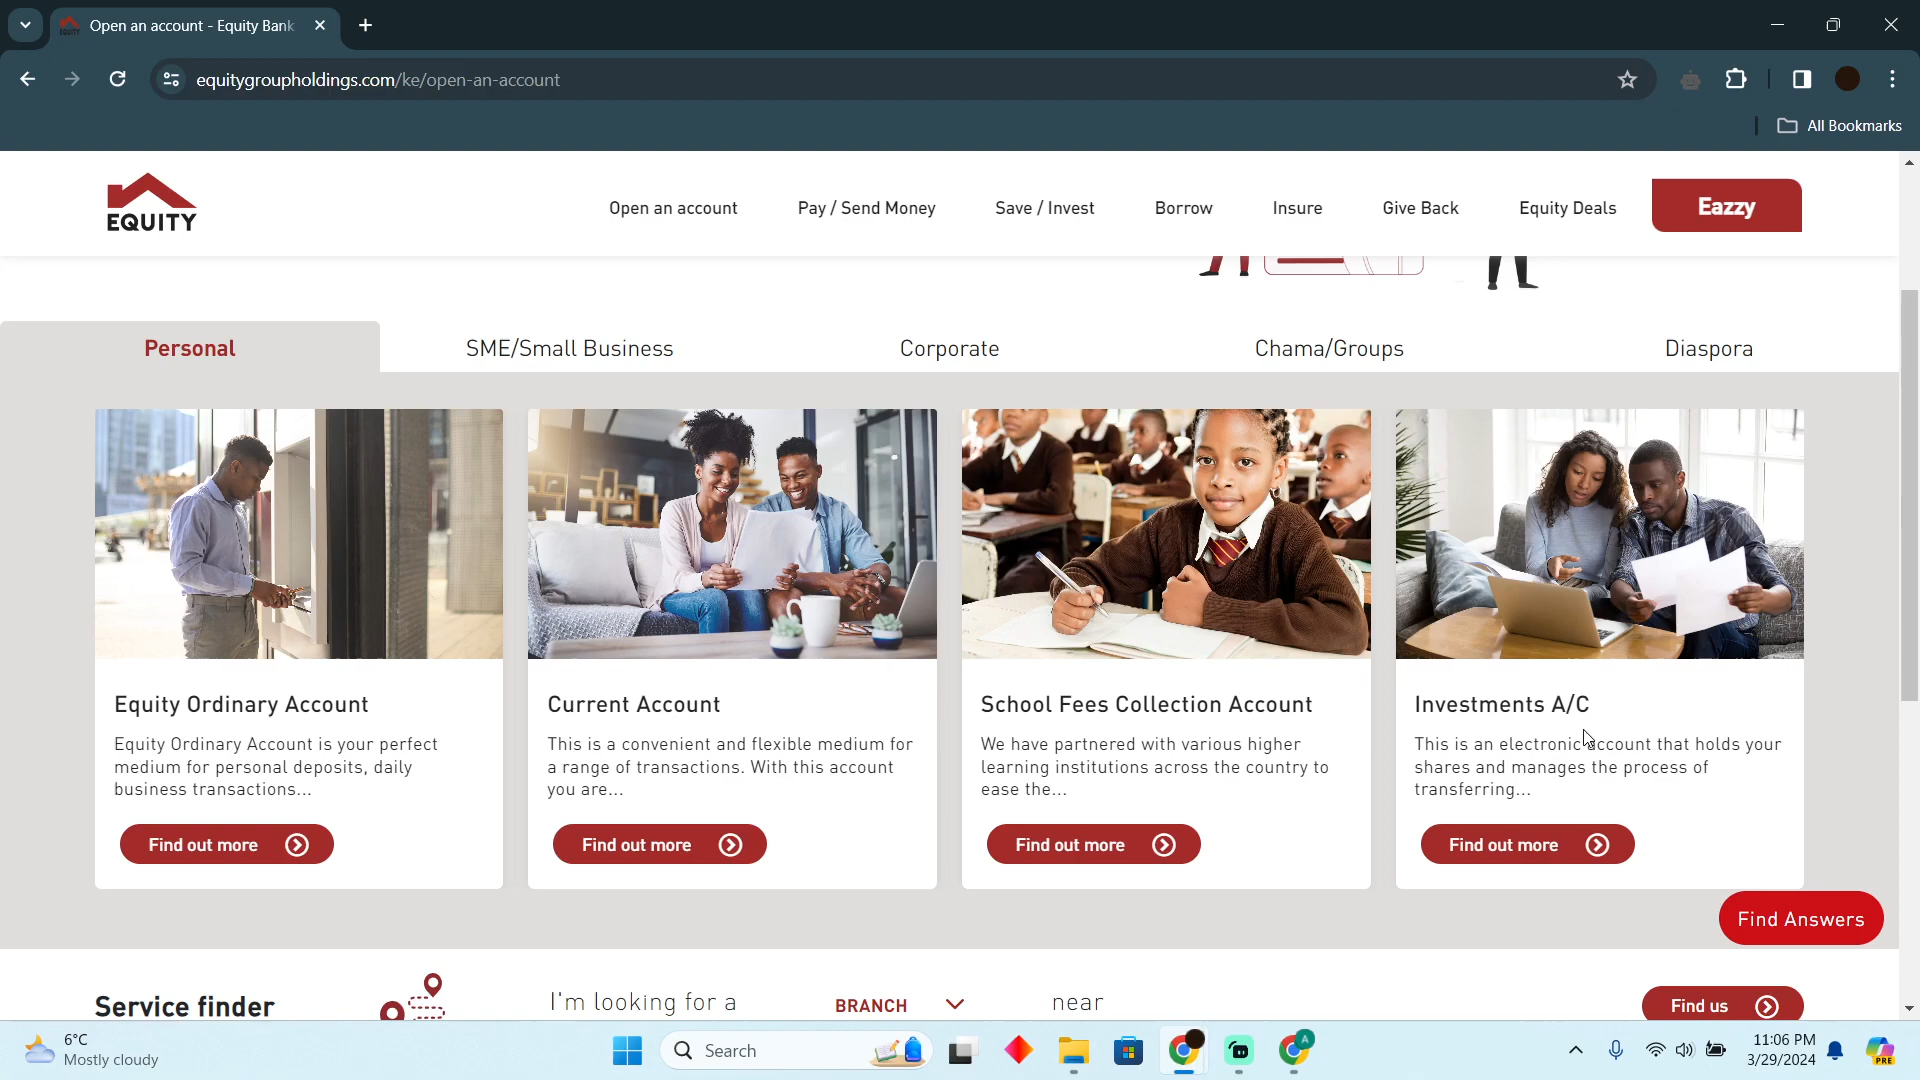 Open an account - Equity Bank
equitygroupholdings.com/ke/open-an-account
All Bookmarks
EQUITY
Open an account
Pay / Send Money
Save / Invest
Borrow
Insure
Give Back
Equity Deals
Eazzy
Personal
SME/Small Business
Corporate
Chama/Groups
Diaspora
Equity Ordinary Account
Equity Ordinary Account is your perfect
medium for personal deposits, daily
business transactions...
Find out more
Current Account
This is a convenient and flexible medium for
a range of transactions. With this account
you are...
Find out more
School Fees Collection Account
We have partnered with various higher
learning institutions across the country to
ease the...
Find out more
Investments A/C
This is an electronic account that holds your
shares and manages the process of
transferring...
Find out more
Find Answers
Service finder
I'm looking for a
BRANCH
near
Find us
6°C
Mostly cloudy
Search
A
11:06 PM
3/29/2024
PRE